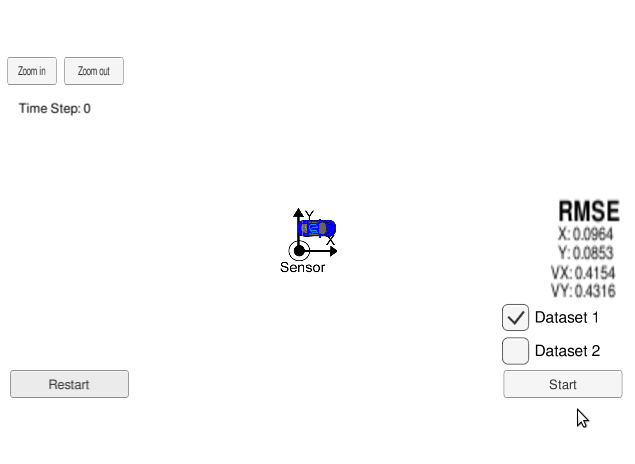 Zoom in
Zoom out
Time Step: 0
Y
X
Sensor
RMSE
X: 0.0964
Y: 0.0853
VX: 0.4154
VY: 0.4316
Dataset 1
Dataset 2
Restart
Start